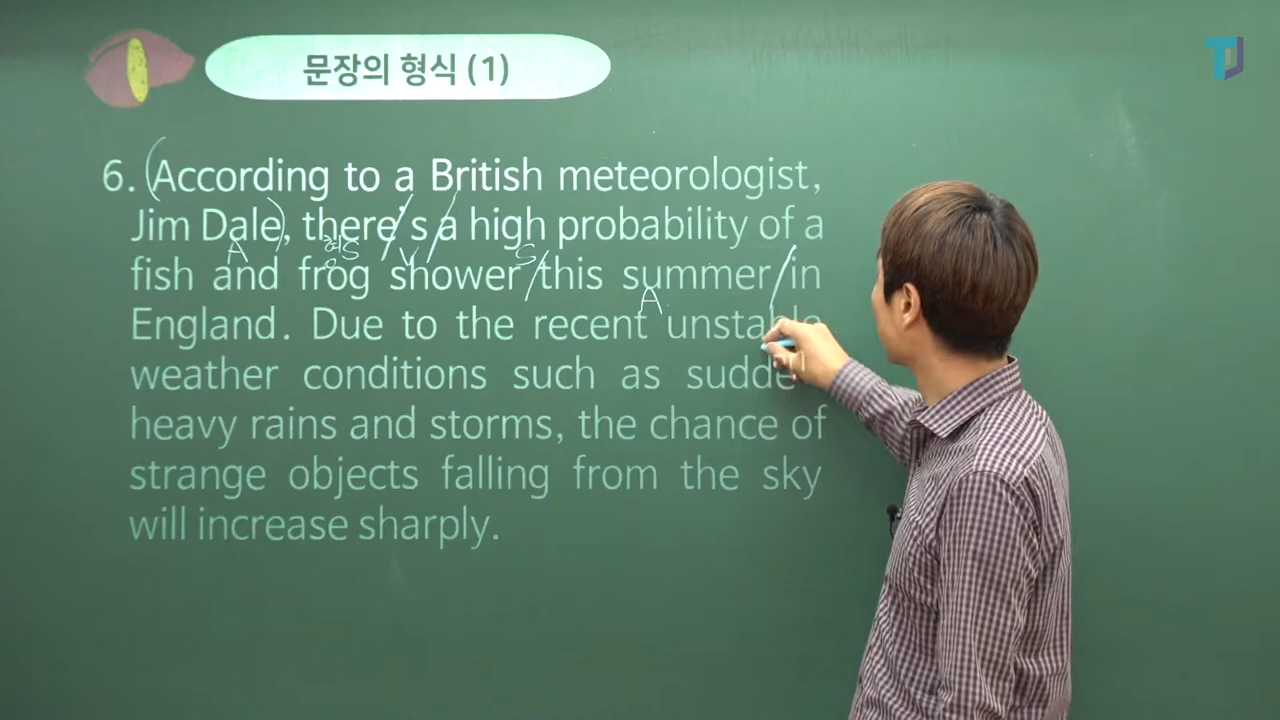 문장의 형식 (1)
TJ
6. (According to a British meteorologist,
Jim Dale), there's a high probability of a
A S V S
fish and frog shower this summer in
A
England. Due to the recent unstable
weather conditions such as sudden
heavy rains and storms, the chance of
strange objects falling from the sky
will increase sharply.